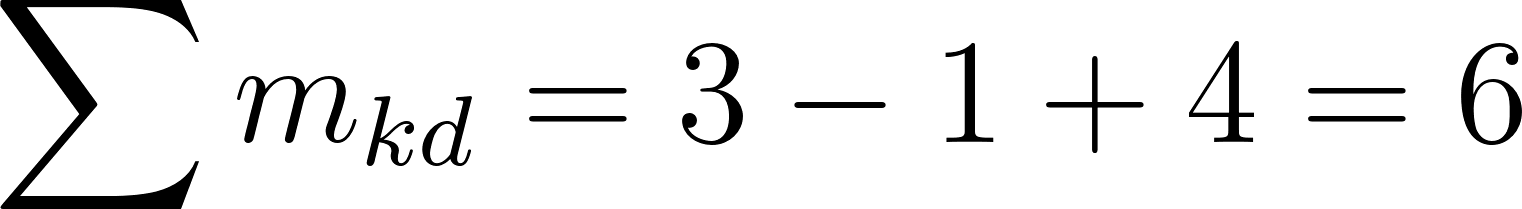 ∑ m_{kd} = 3 − 1 + 4 = 6